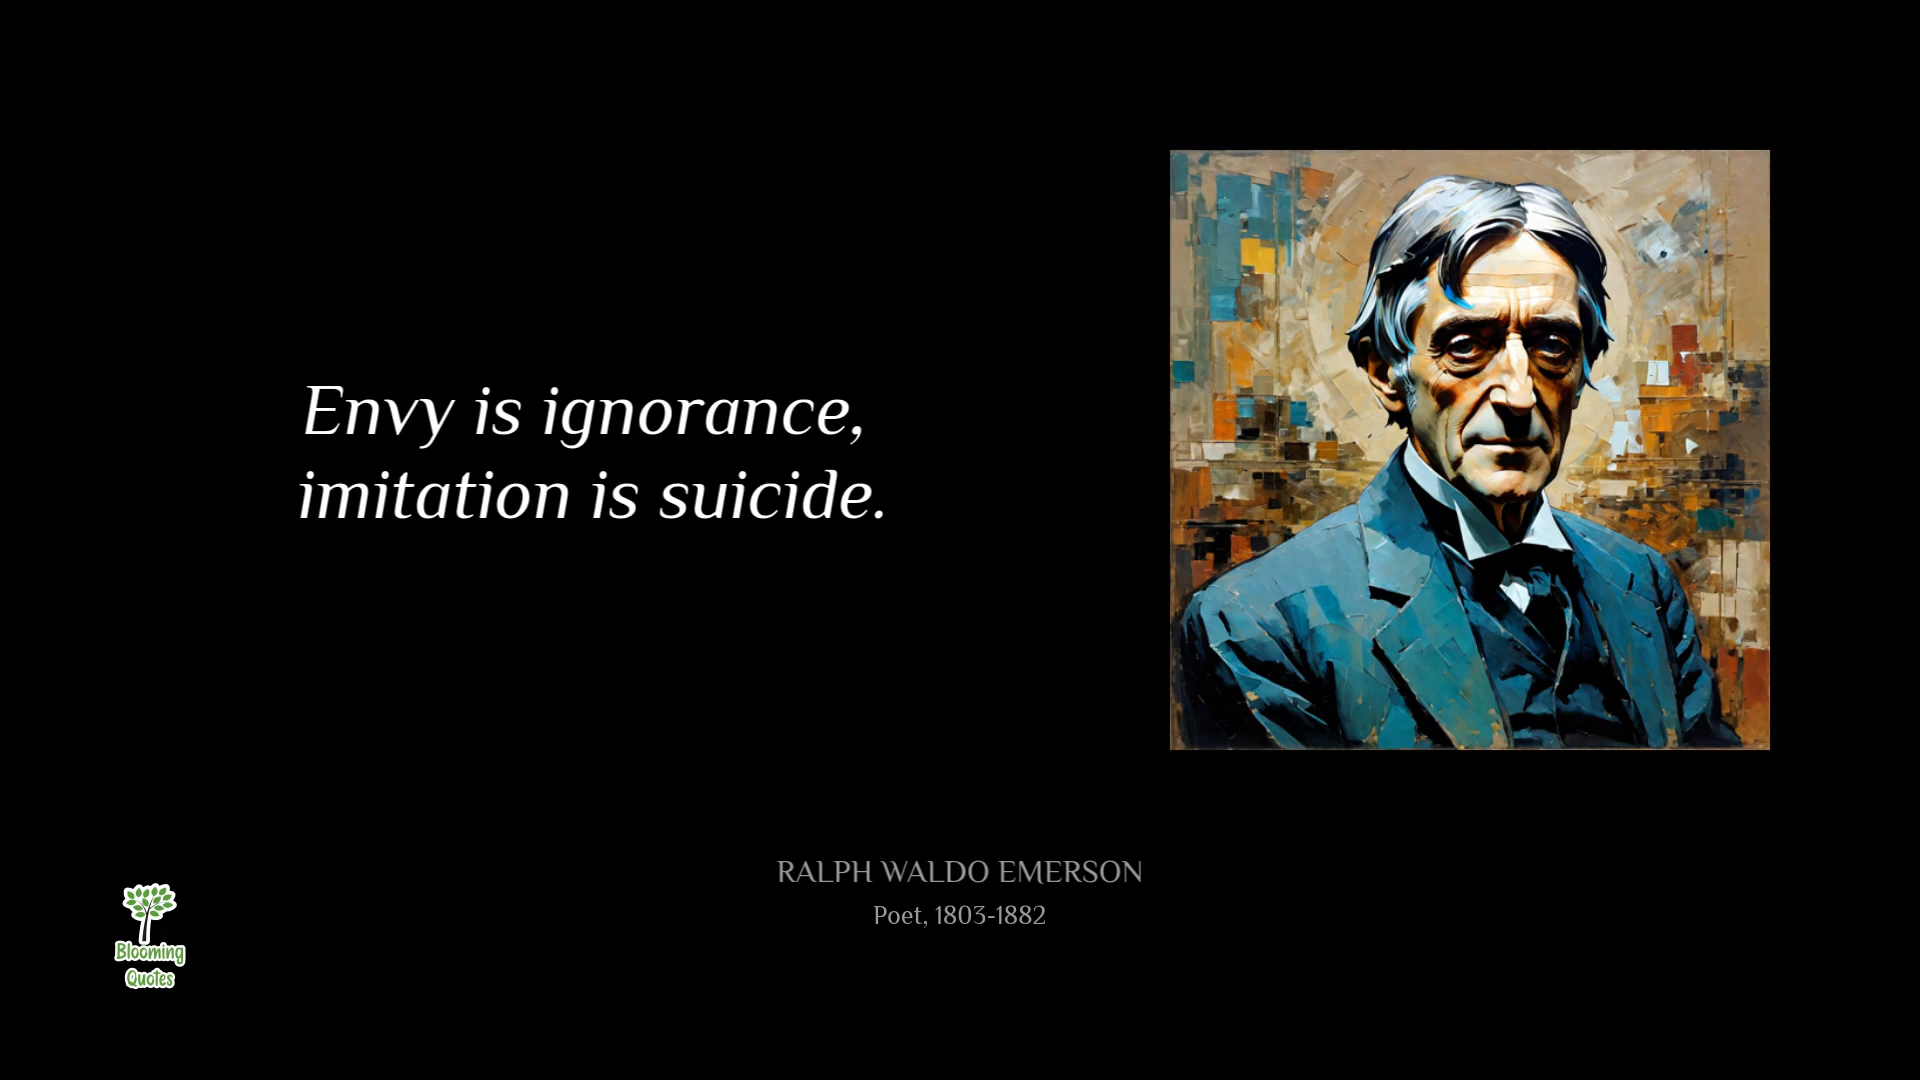 Envy is ignorance,
imitation is suicide.
RALPH WALDO EMERSON
Poet, 1803-1882
Blooming
Quotes